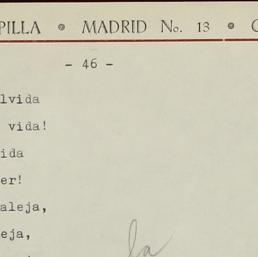 PILLA • MADRID No. 13 •
- 46 -
lvida
vida!
ida
er!
aleja,
eja,
la